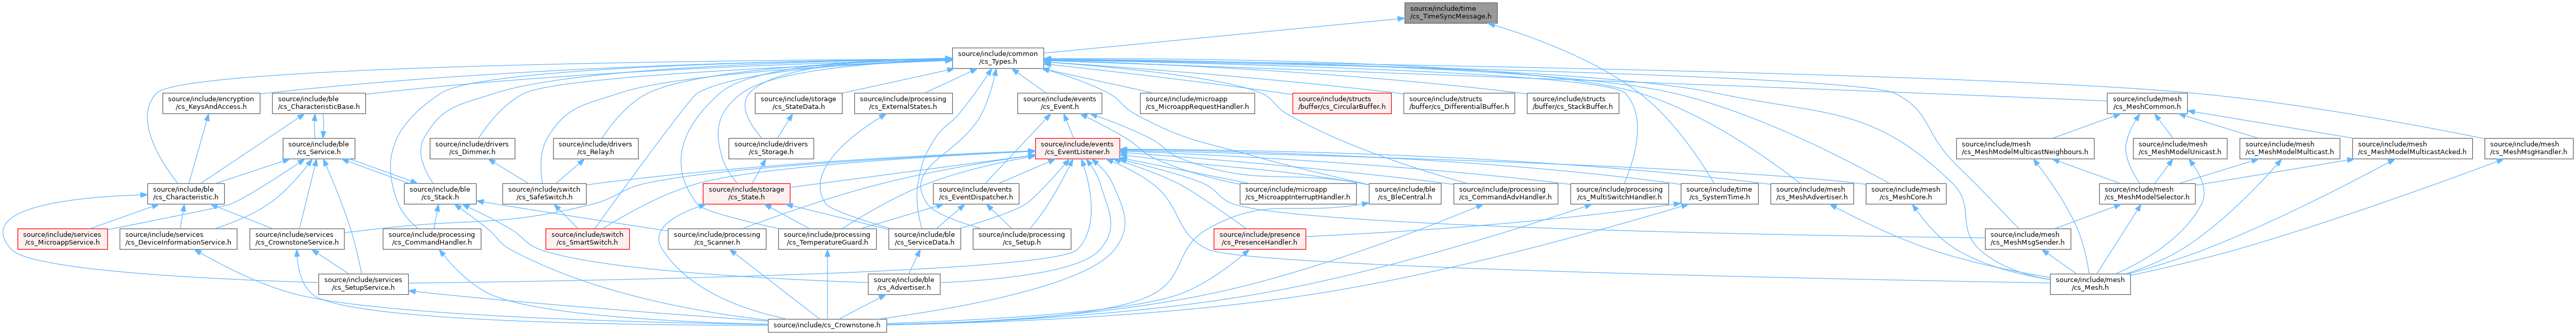 source/include/time
/cs_TimeSyncMessage.h
source/include/common
/cs_Types.h
source/include/encryption
/cs_KeysAndAccess.h
source/include/ble
/cs_CharacteristicBase.h
source/include/storage
/cs_StateData.h
source/include/processing
/cs_ExternalStates.h
source/include/events
/cs_Event.h
source/include/microapp
/cs_MicroappRequestHandler.h
source/include/structs
/buffer/cs_CircularBuffer.h
source/include/structs
/buffer/cs_DifferentialBuffer.h
source/include/structs
/buffer/cs_StackBuffer.h
source/include/mesh
/cs_MeshCommon.h
source/include/ble
/cs_Service.h
source/include/drivers
/cs_Dimmer.h
source/include/drivers
/cs_Relay.h
source/include/drivers
/cs_Storage.h
source/include/events
/cs_EventListener.h
source/include/mesh
/cs_MeshModelMulticastNeighbours.h
source/include/mesh
/cs_MeshModelUnicast.h
source/include/mesh
/cs_MeshModelMulticast.h
source/include/mesh
/cs_MeshModelMulticastAcked.h
source/include/mesh
/cs_MeshMsgHandler.h
source/include/ble
/cs_Characteristic.h
source/include/ble
/cs_Stack.h
source/include/switch
/cs_SafeSwitch.h
source/include/storage
/cs_State.h
source/include/events
/cs_EventDispatcher.h
source/include/microapp
/cs_MicroappInterruptHandler.h
source/include/ble
/cs_BleCentral.h
source/include/processing
/cs_CommandAdvHandler.h
source/include/processing
/cs_MultiSwitchHandler.h
source/include/time
/cs_SystemTime.h
source/include/mesh
/cs_MeshAdvertiser.h
source/include/mesh
/cs_MeshCore.h
source/include/mesh
/cs_MeshModelSelector.h
source/include/services
/cs_MicroappService.h
source/include/services
/cs_DeviceInformationService.h
source/include/services
/cs_CrownstoneService.h
source/include/processing
/cs_CommandHandler.h
source/include/switch
/cs_SmartSwitch.h
source/include/processing
/cs_Scanner.h
source/include/processing
/cs_TemperatureGuard.h
source/include/ble
/cs_ServiceData.h
source/include/processing
/cs_Setup.h
source/include/presence
/cs_PresenceHandler.h
source/include/mesh
/cs_MeshMsgSender.h
source/include/services
/cs_SetupService.h
source/include/ble
/cs_Advertiser.h
source/include/mesh
/cs_Mesh.h
source/include/cs_Crownstone.h